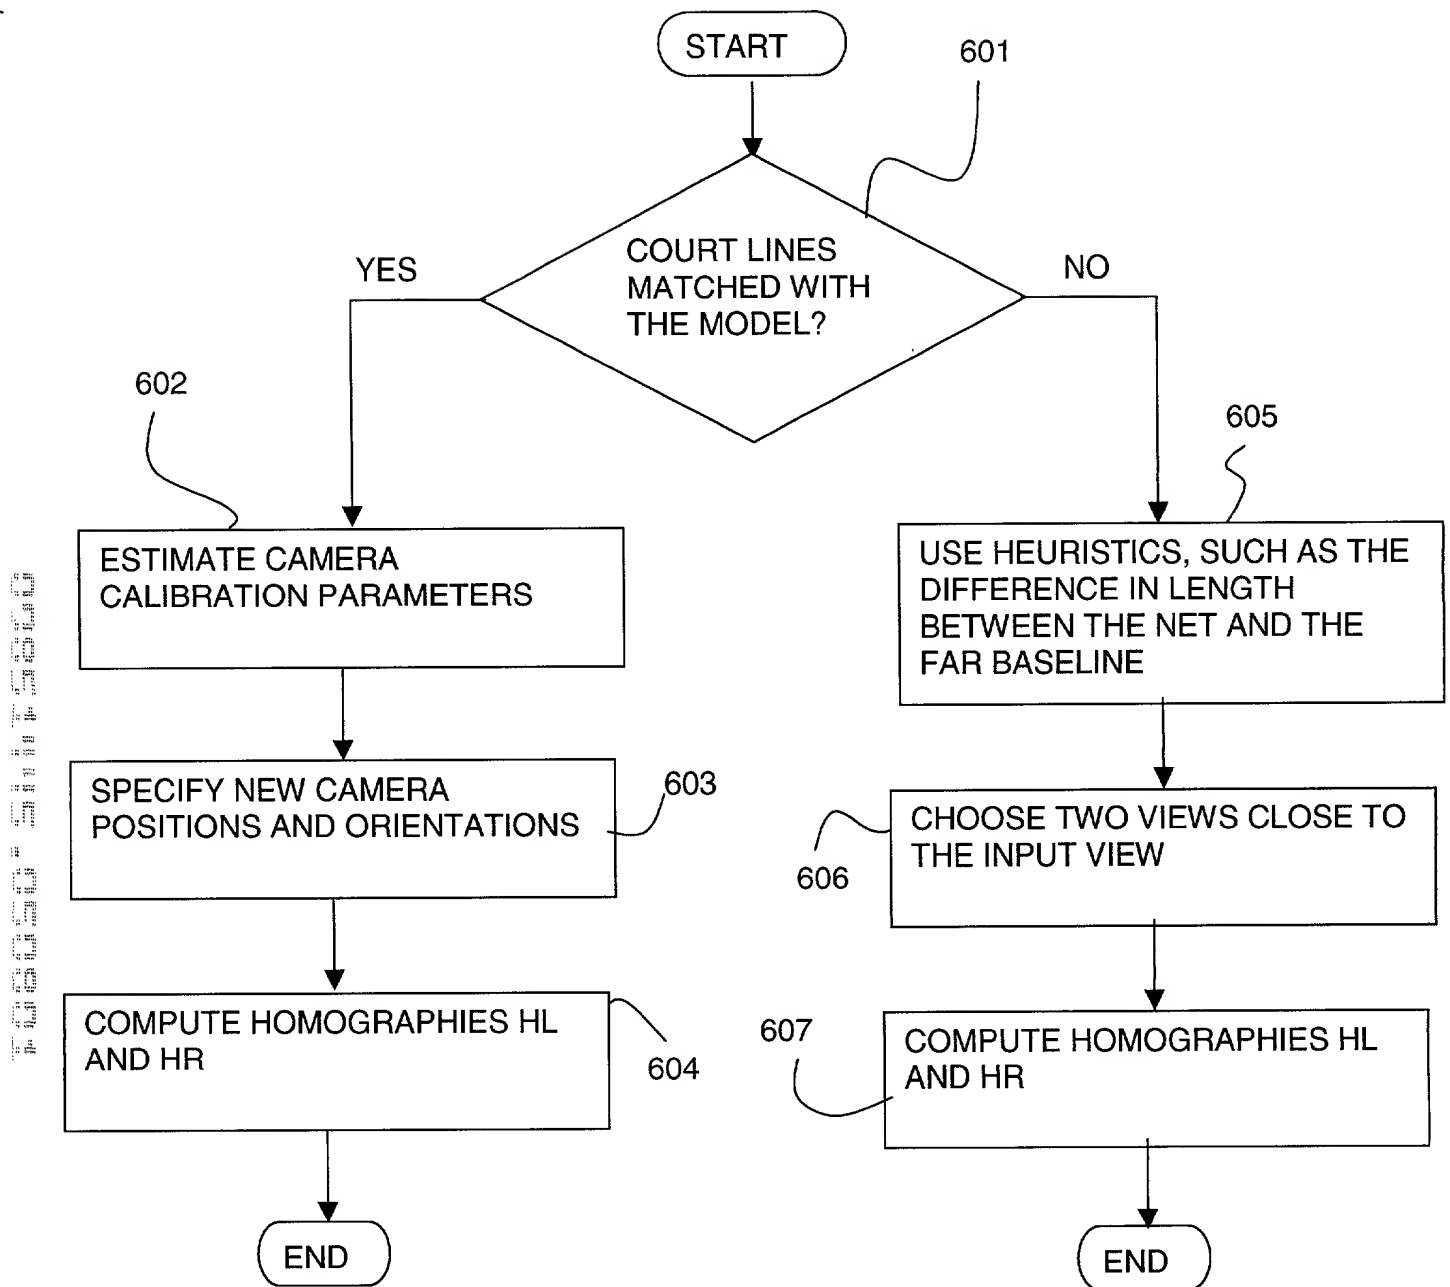 START
601
COURT LINES
MATCHED WITH
THE MODEL?
YES
NO
602
605
ESTIMATE CAMERA
CALIBRATION PARAMETERS
USE HEURISTICS, SUCH AS THE
DIFFERENCE IN LENGTH
BETWEEN THE NET AND THE
FAR BASELINE
SPECIFY NEW CAMERA
POSITIONS AND ORIENTATIONS
603
CHOOSE TWO VIEWS CLOSE TO
THE INPUT VIEW
606
COMPUTE HOMOGRAPHIES HL
AND HR
604
607
COMPUTE HOMOGRAPHIES HL
AND HR
END
END